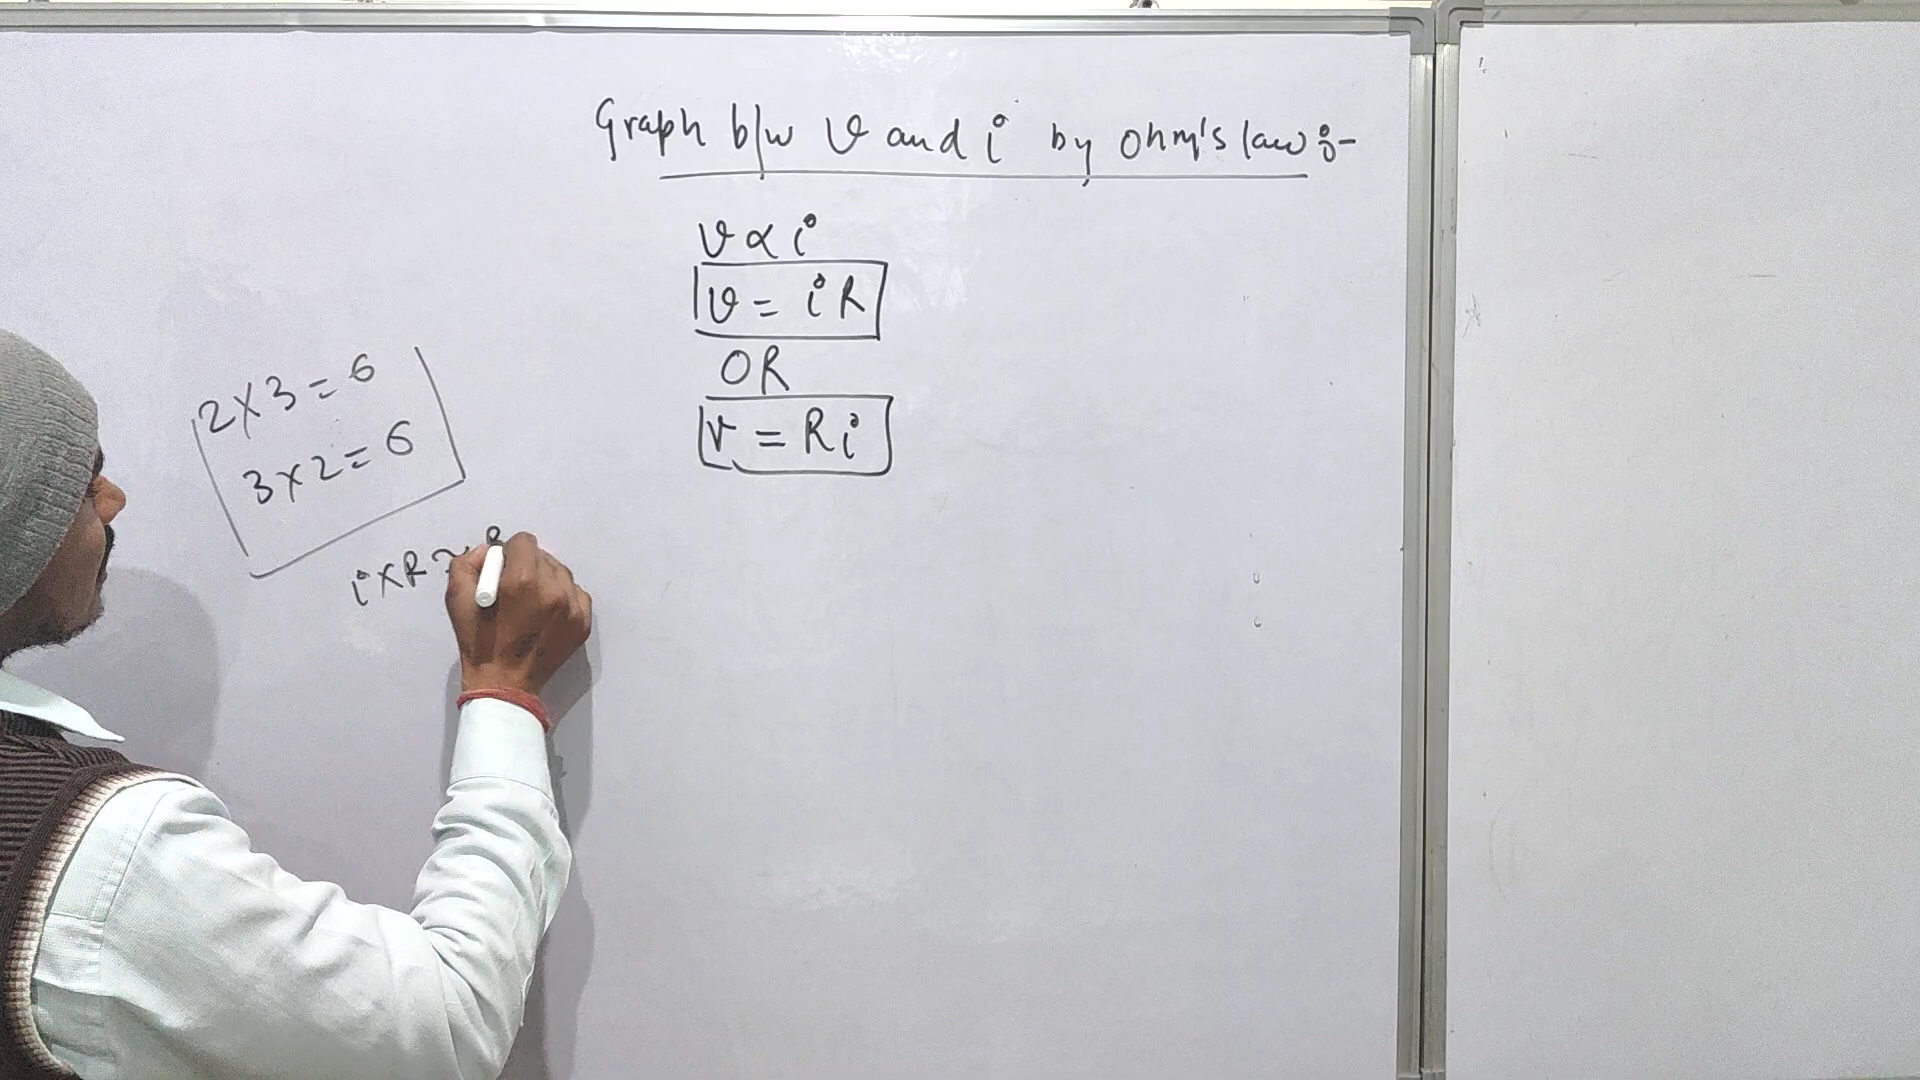 Graph b/w V and i by ohm's law :-
V ∝ i
V = iR
OR
V = Ri
2×3=6
3×2=6
i×R = R